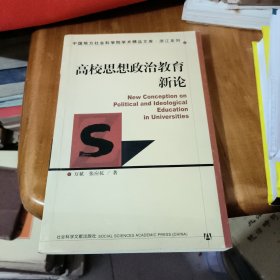 中国地方社会科学院学术精品文库·浙江系列
高校思想政治教育
新论
New Conception on
Political and Ideological
Education
in Universities
S
万斌 张应杭 / 著
社会科学文献出版社 SOCIAL SCIENCES ACADEMIC PRESS (CHINA)